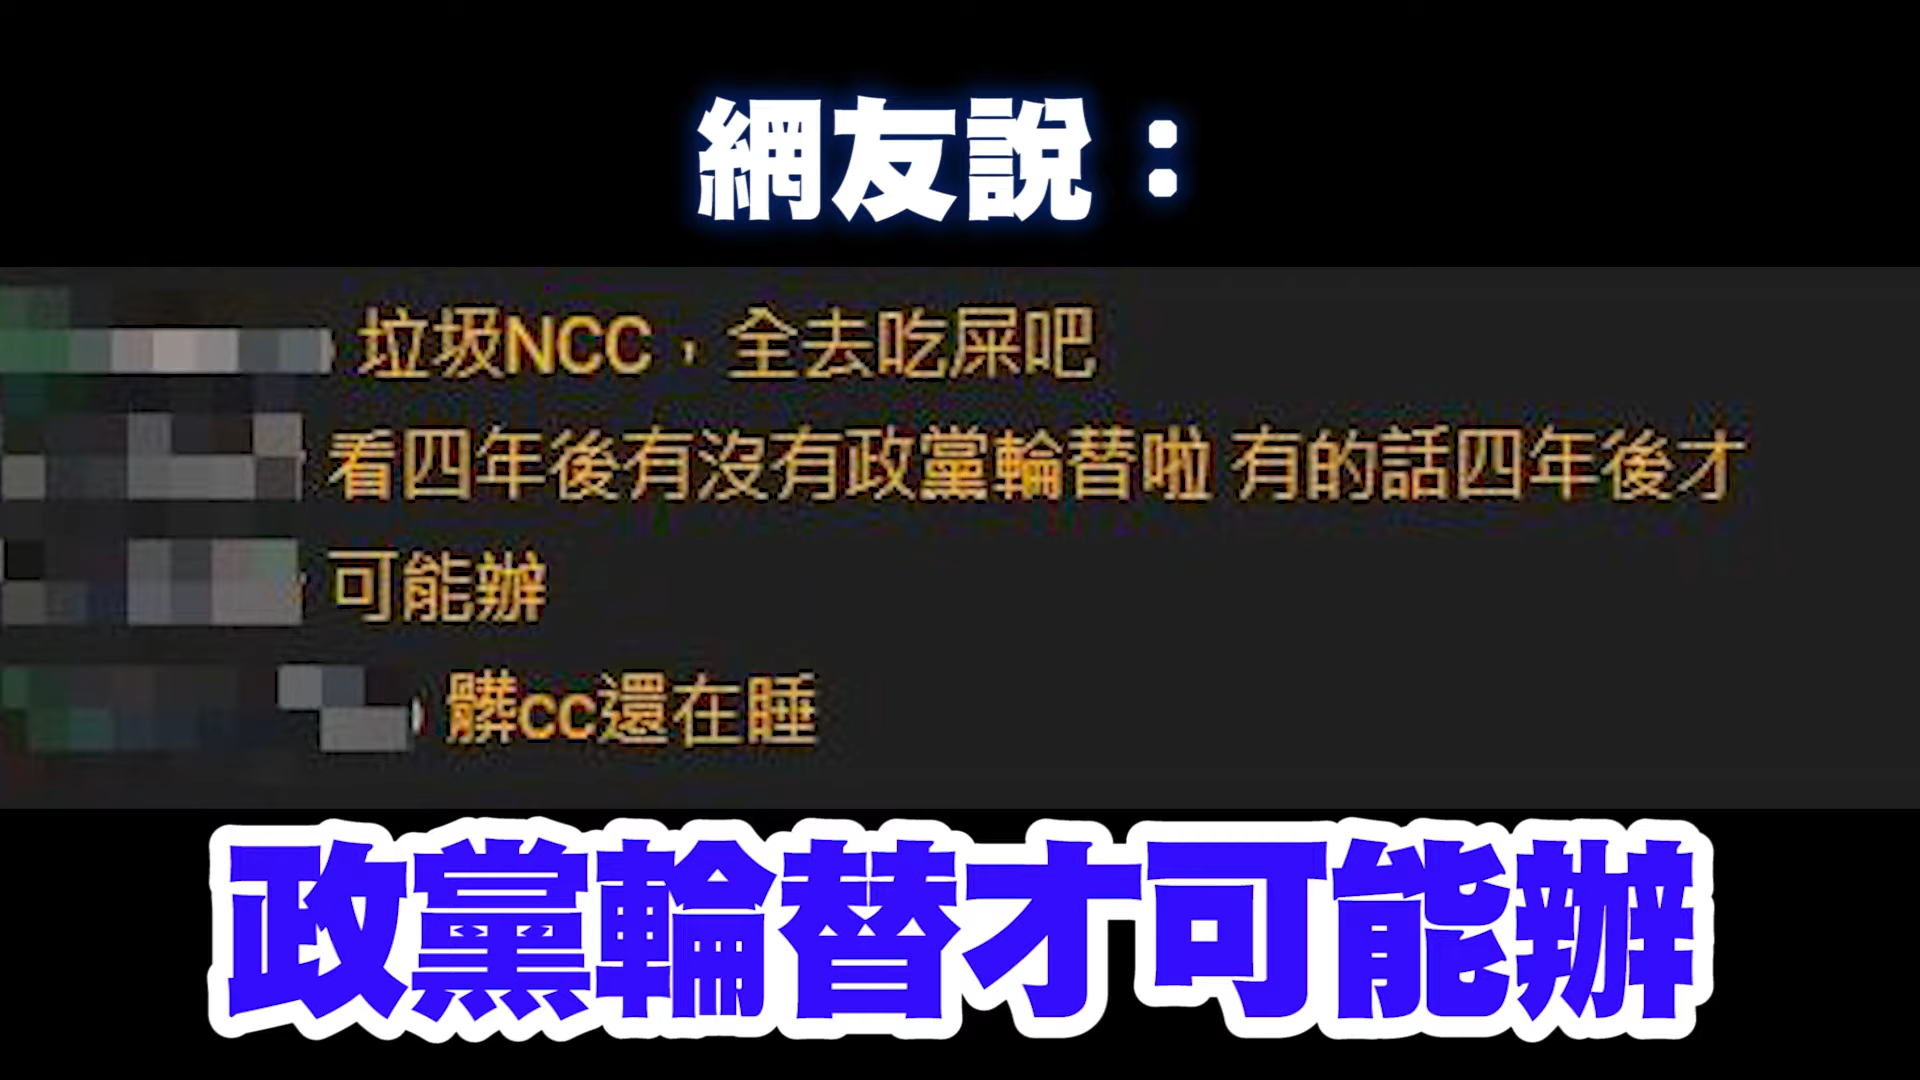 網友說：
垃圾NCC，全去吃屎吧
看四年後有沒有政黨輪替啦 有的話四年後才
可能辦
髒cc還在睡
政黨輪替才可能辦